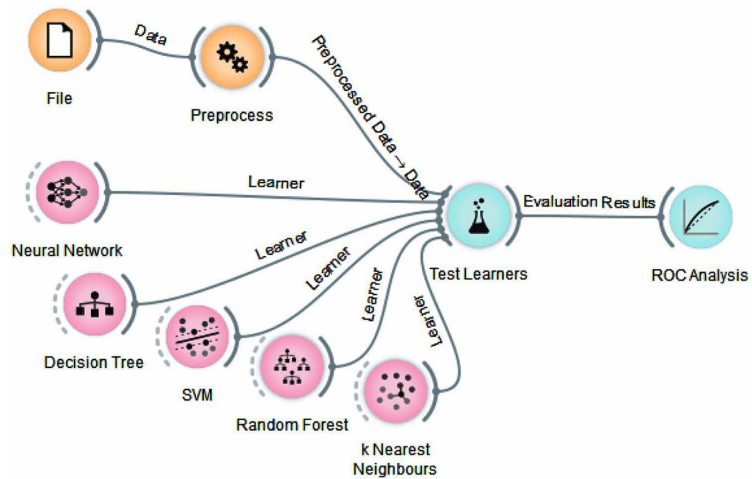 Data
File
Preprocess
Preprocessed Data → Data
Learner
Neural Network
Learner
Decision Tree
Learner
SVM
Learner
Random Forest
Learner
k Nearest
Neighbours
Test Learners
Evaluation Results
ROC Analysis